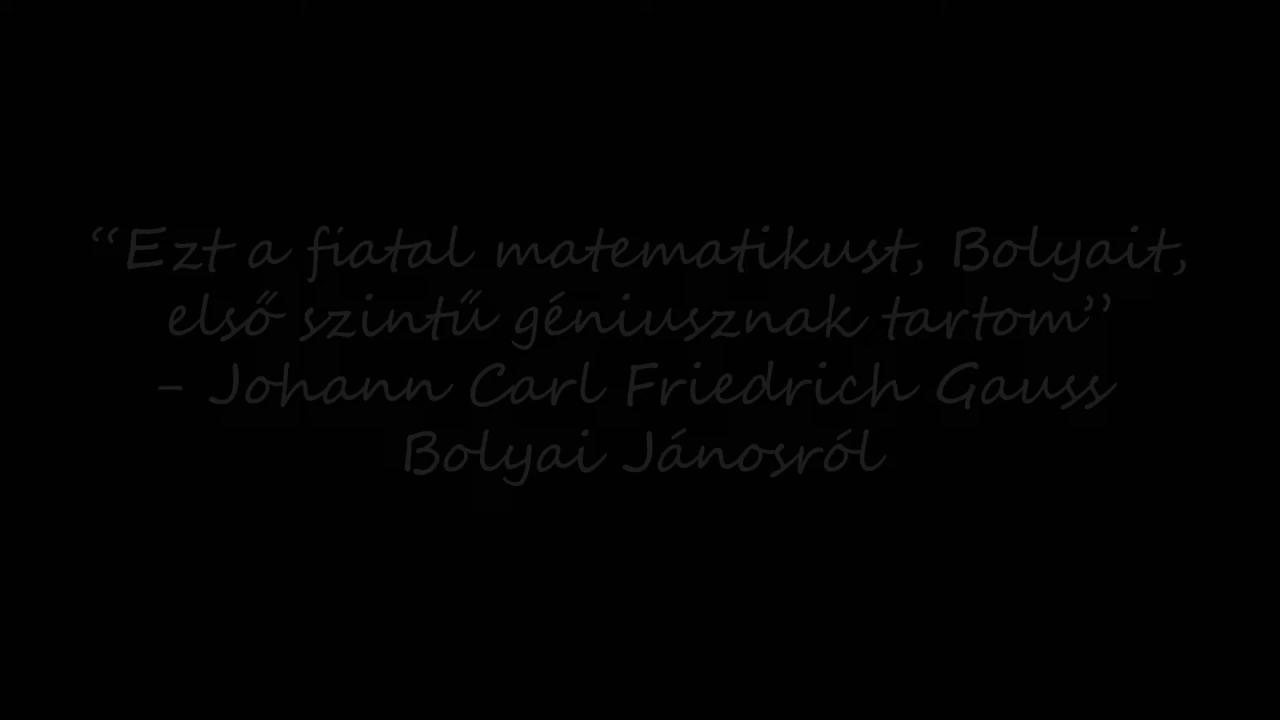 “Ezt a fiatal matematikust, Bolyait,
első szintű géniusznak tartom”
- Johann Carl Friedrich Gauss
Bolyai Jánosról